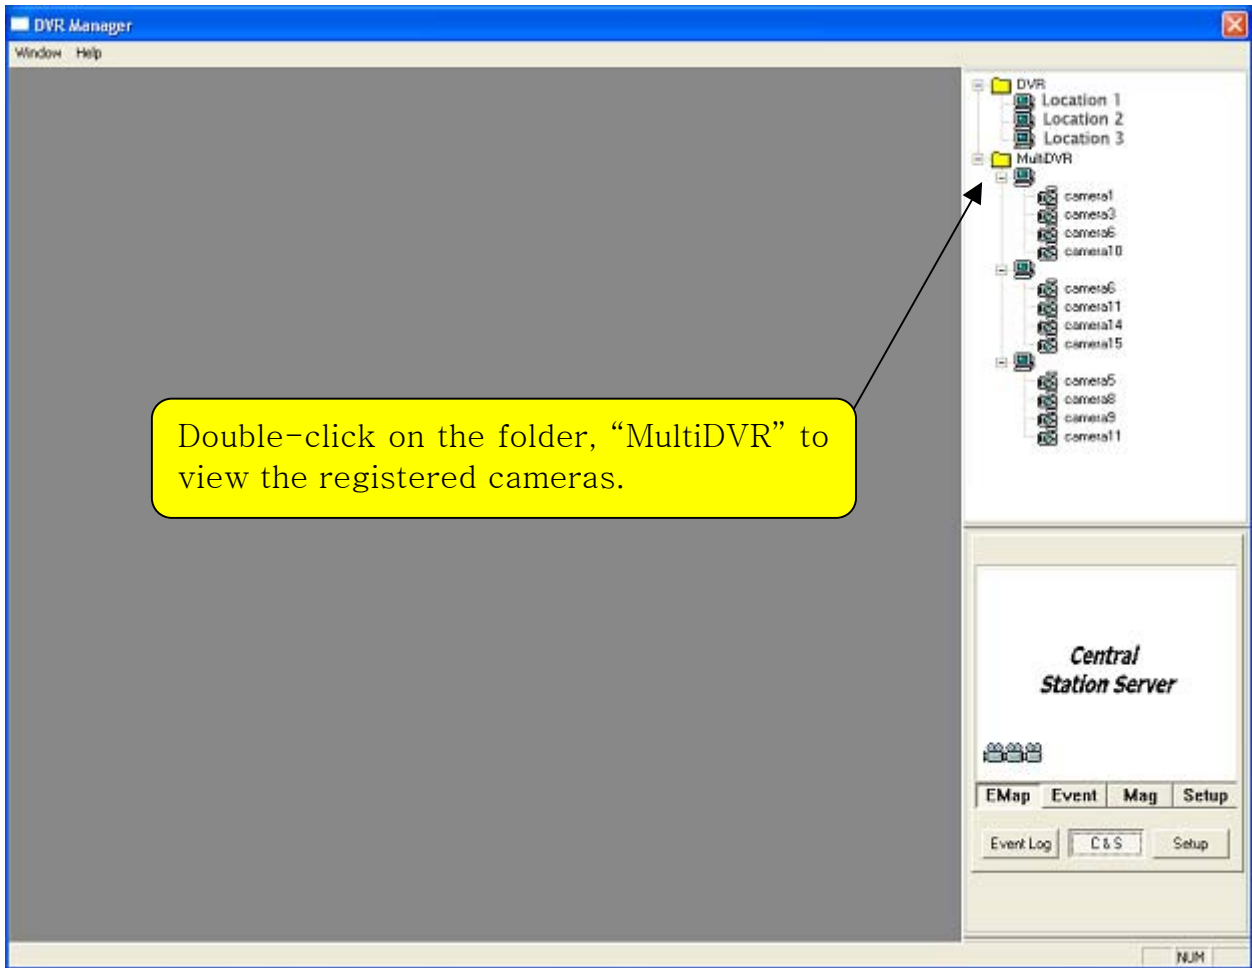 DVR Manager
Window Help
DVR
Location 1
Location 2
Location 3
MultiDVR
camera1
camera3
camera6
camera10
camera6
camera11
camera14
camera15
camera5
camera8
camera9
camera11
Double-click on the folder, “MultiDVR” to
view the registered cameras.
Central
Station Server
EMap Event Mag Setup
Event Log C & S Setup
NUM